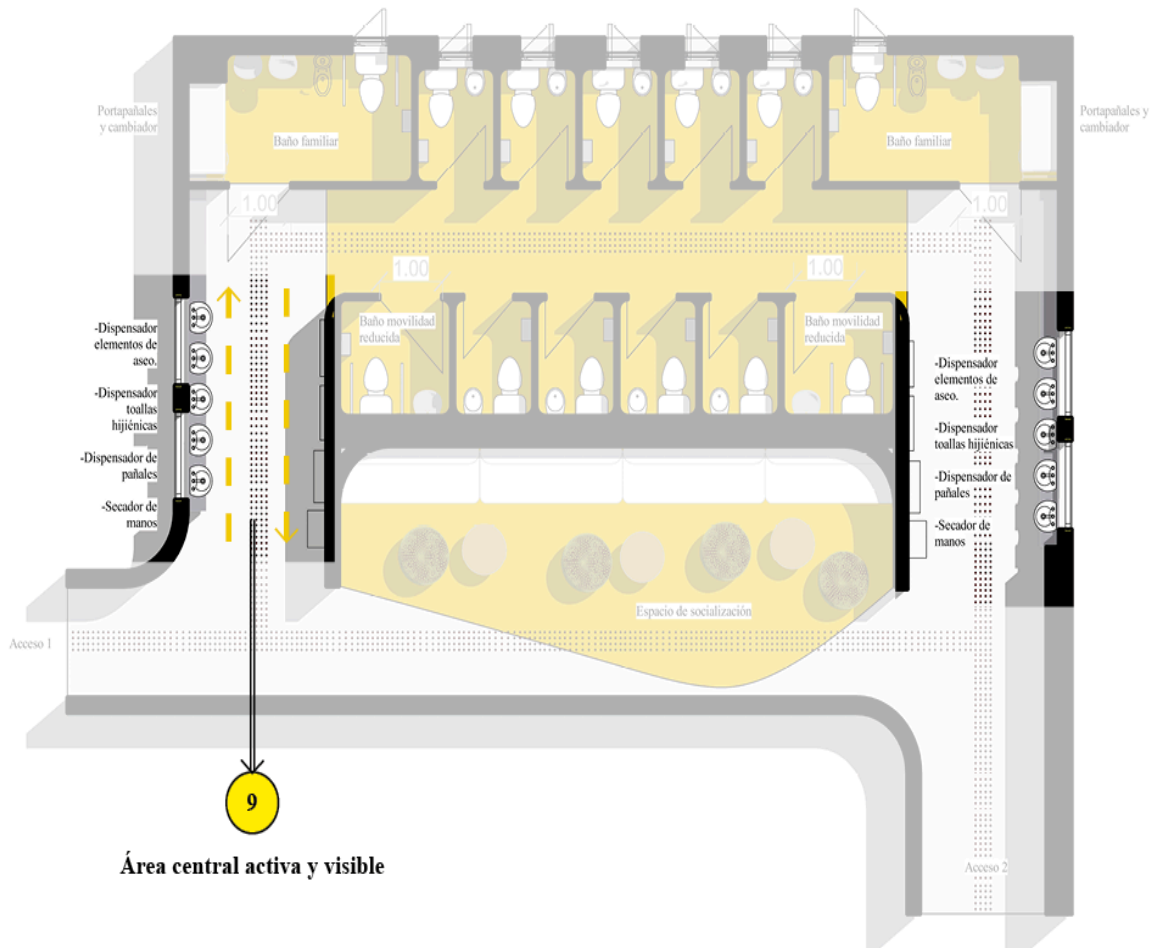 Portapañales
y cambiador
Baño familiar
Baño familiar
Portapañales y
cambiador
1.00
1.00
1.00
1.00
Baño movilidad
reducida
Baño movilidad
reducida
-Dispensador
elementos de
aseo.
-Dispensador
toallas
hijiénicas
-Dispensador de
pañales
-Secador de
manos
-Dispensador
elementos de
aseo.
-Dispensador
toallas hijiénicas
-Dispensador de
pañales
-Secador de
manos
Espacio de socialización
Acceso 1
9
Área central activa y visible
Acceso 2